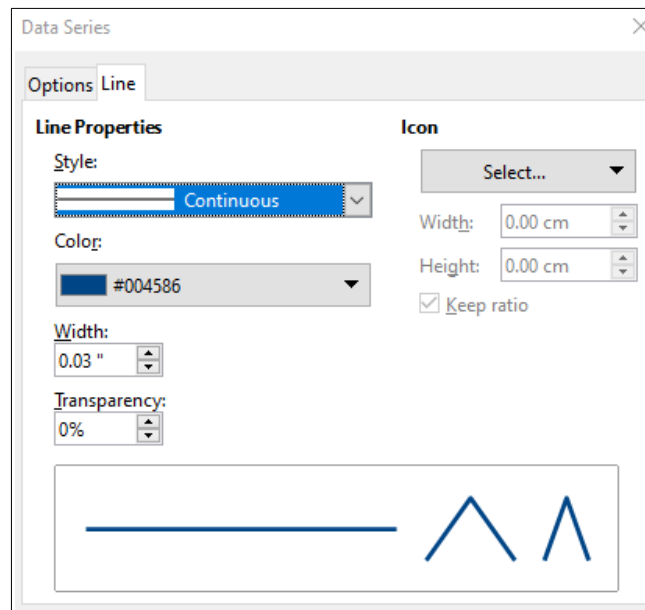 Data Series
Options Line
Line Properties
Style:
Continuous
Color:
#004586
Width:
0.03 "
Transparency:
0%
Icon
Select...
Width: 0.00 cm
Height: 0.00 cm
Keep ratio